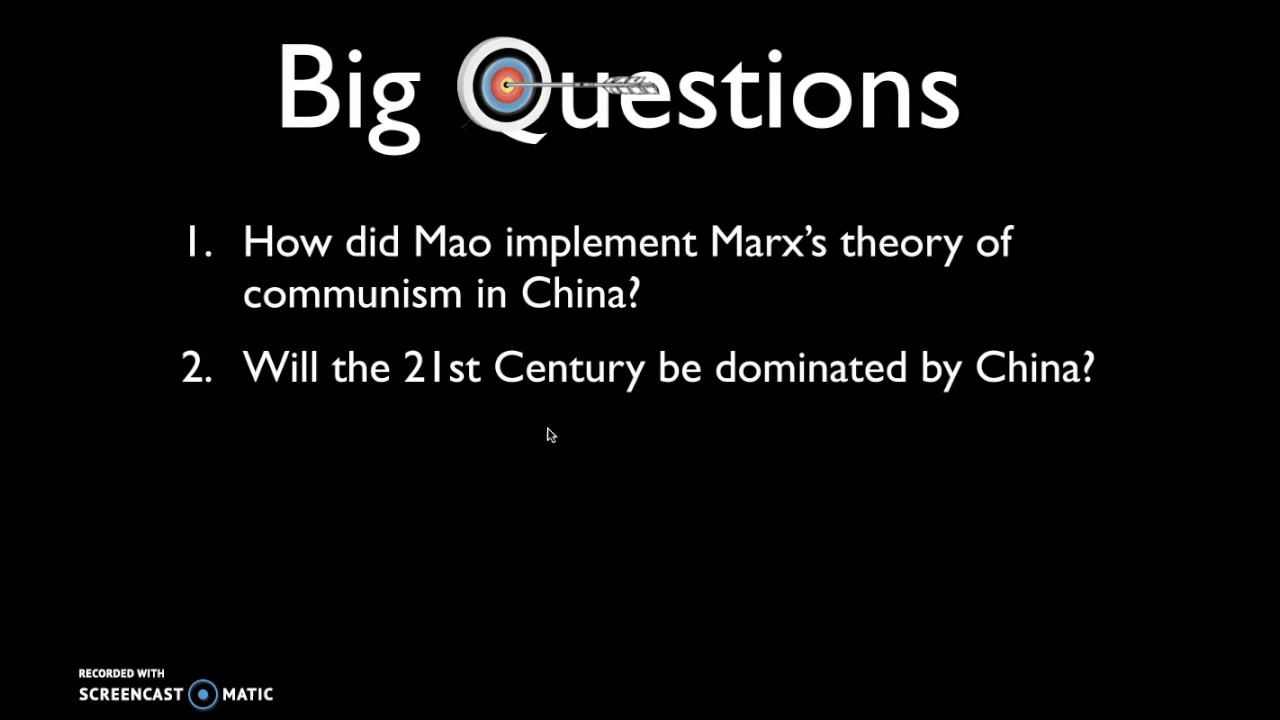 Big Questions
1. How did Mao implement Marx’s theory of
communism in China?
2. Will the 21st Century be dominated by China?
RECORDED WITH
SCREENCAST MATIC